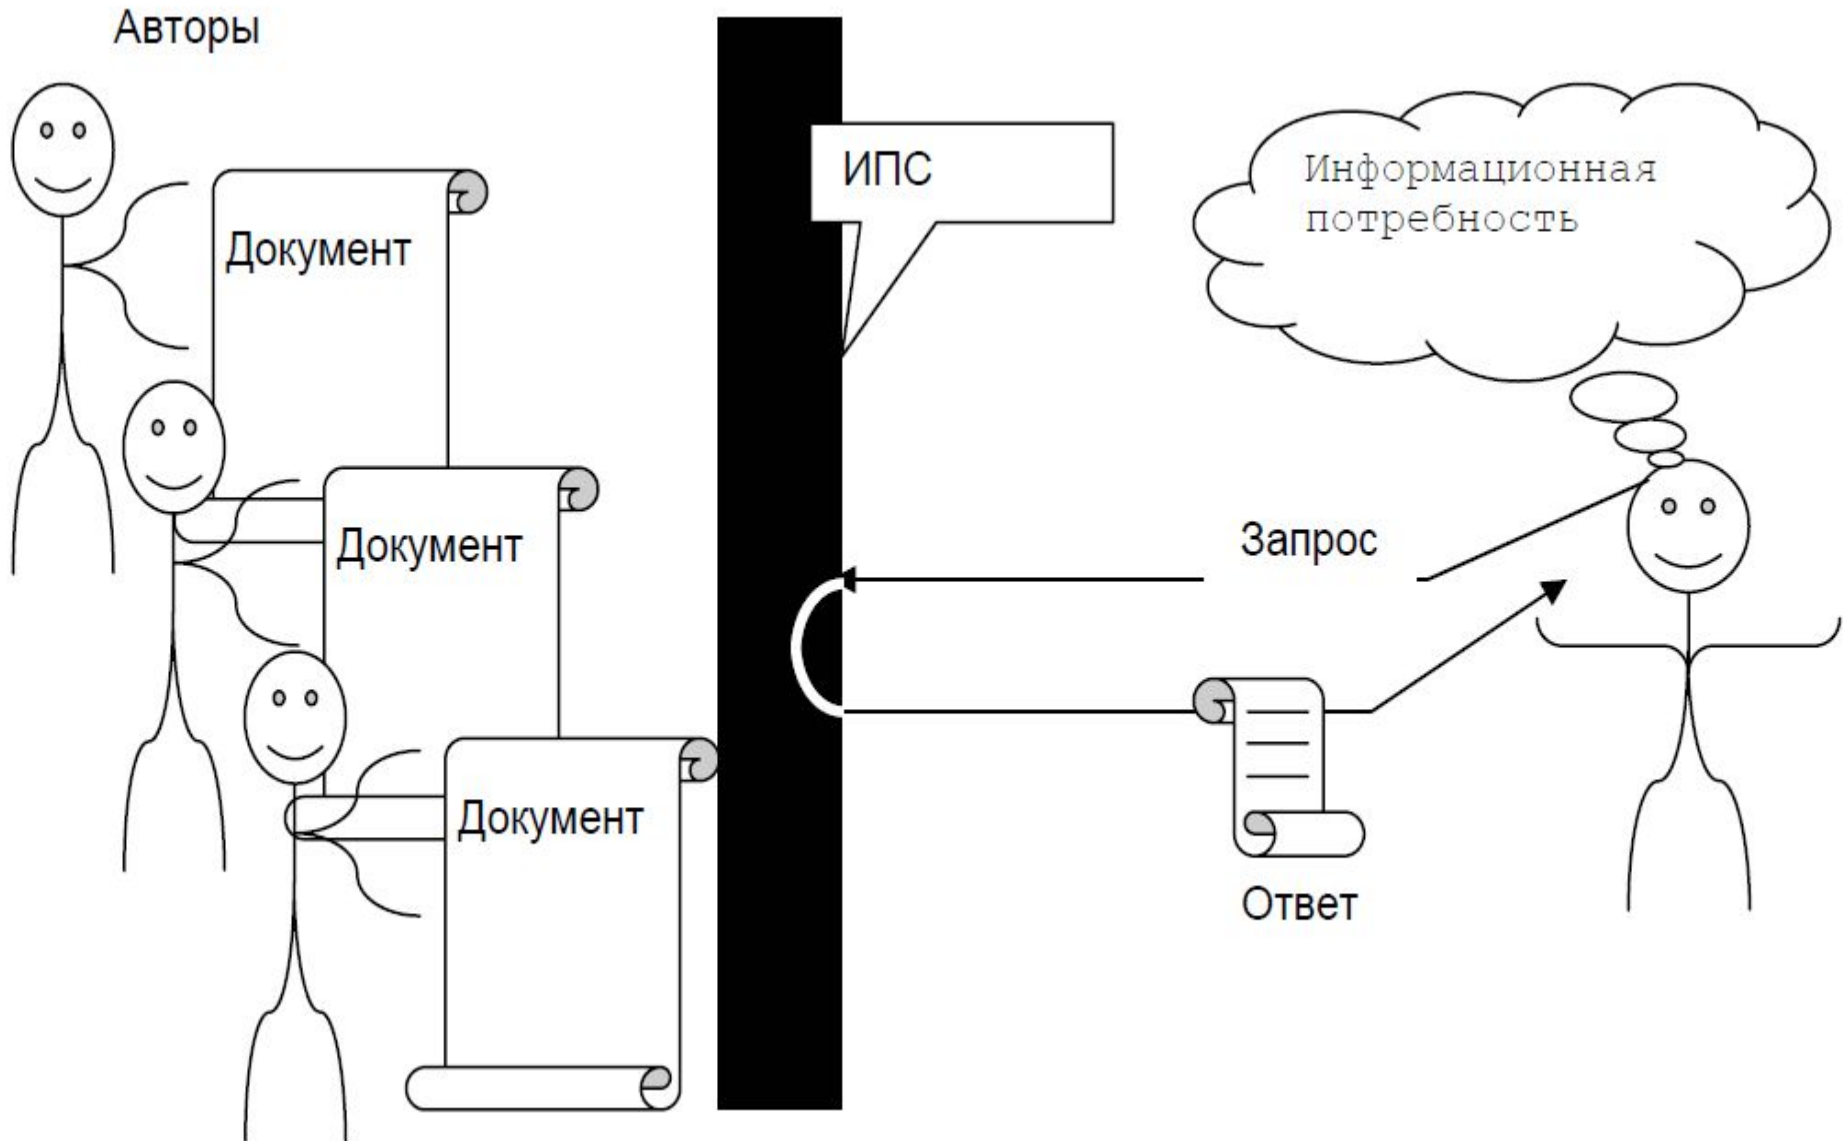 Авторы
Документ
Документ
Документ
ИПС
Информационная
потребность
Запрос
Ответ